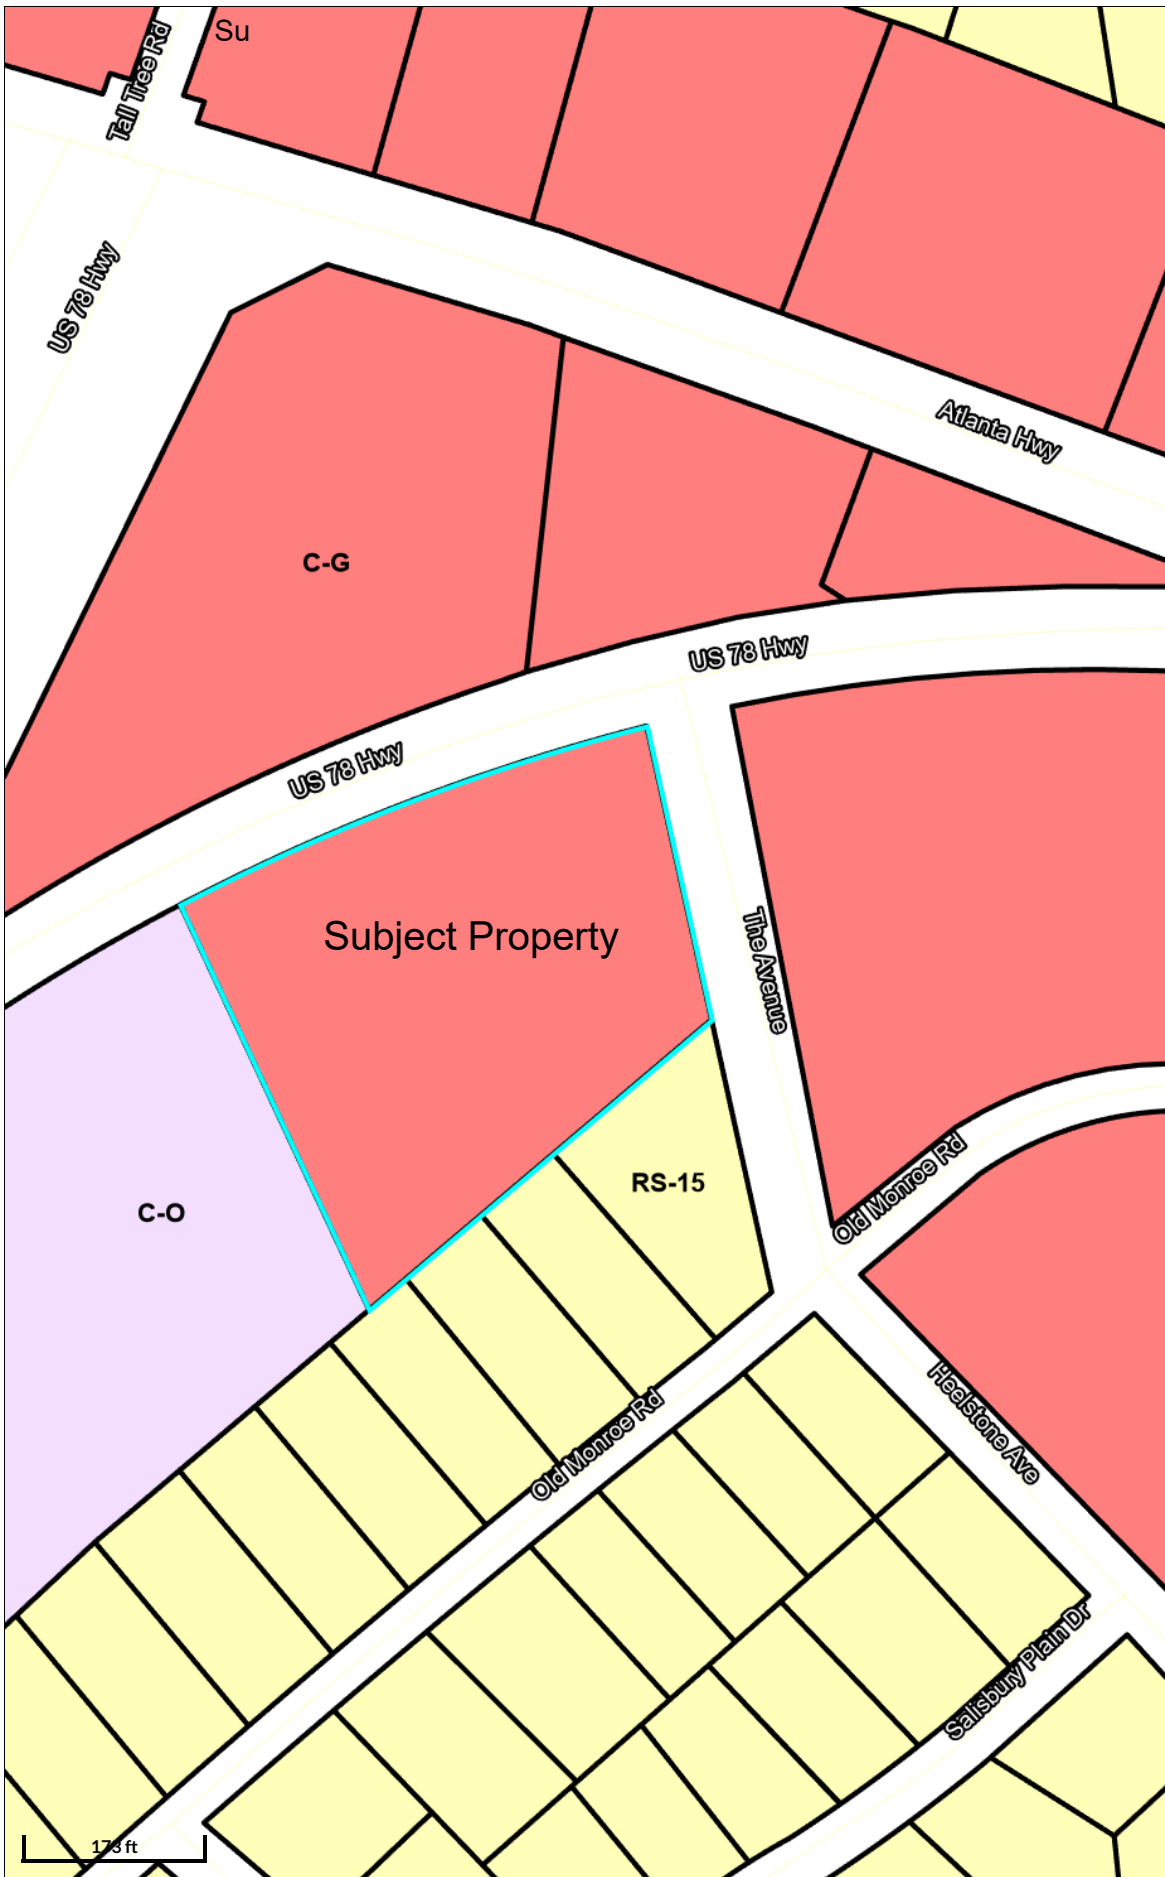 Su
Tall Tree Rd
US 78 Hwy
Atlanta Hwy
C-G
US 78 Hwy
US 78 Hwy
Subject Property
The Avenue
Old Monroe Rd
RS-15
C-O
Heelstone Ave
Old Monroe Rd
Salisbury Plain Dr
173 ft